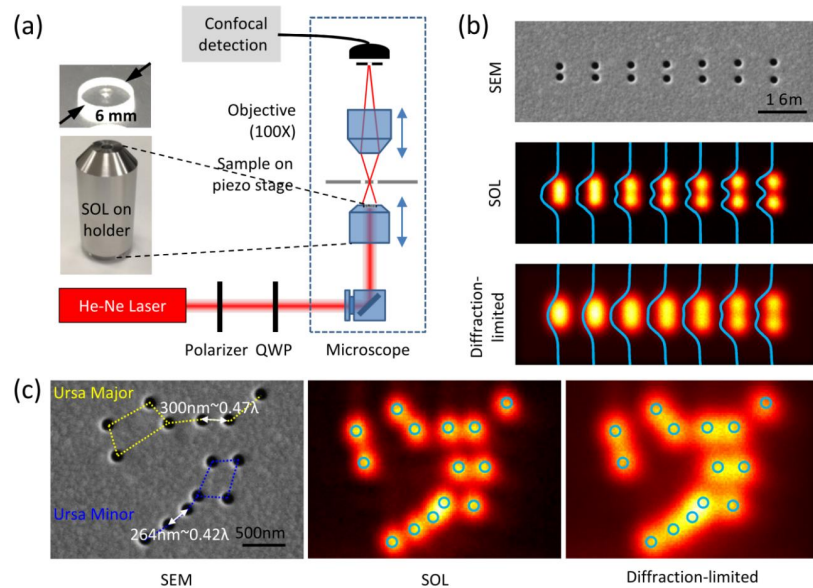 (a)
Confocal
detection
6 mm
Objective
(100X)
Sample on
piezo stage
SOL on
holder
He-Ne Laser
Polarizer
QWP
Microscope
(b)
SEM
1 6m
SOL
Diffraction-
limited
(c)
Ursa Major
300nm~0.47λ
Ursa Minor
264nm~0.42λ
500nm
SEM
SOL
Diffraction-limited